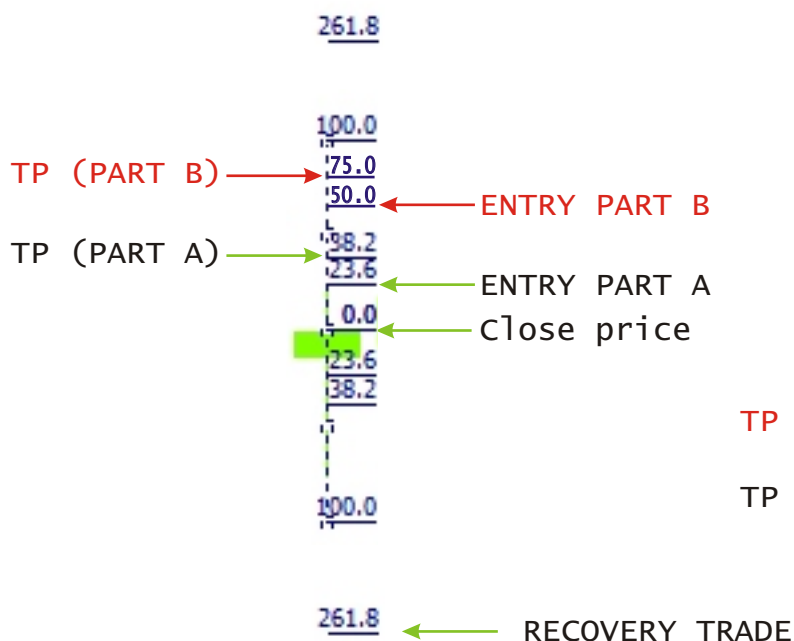 261.8
100.0
TP (PART B)
75.0
50.0
ENTRY PART B
38.2
TP (PART A)
23.6
ENTRY PART A
0.0
Close price
23.6
38.2
TP
TP
100.0
261.8
RECOVERY TRADE